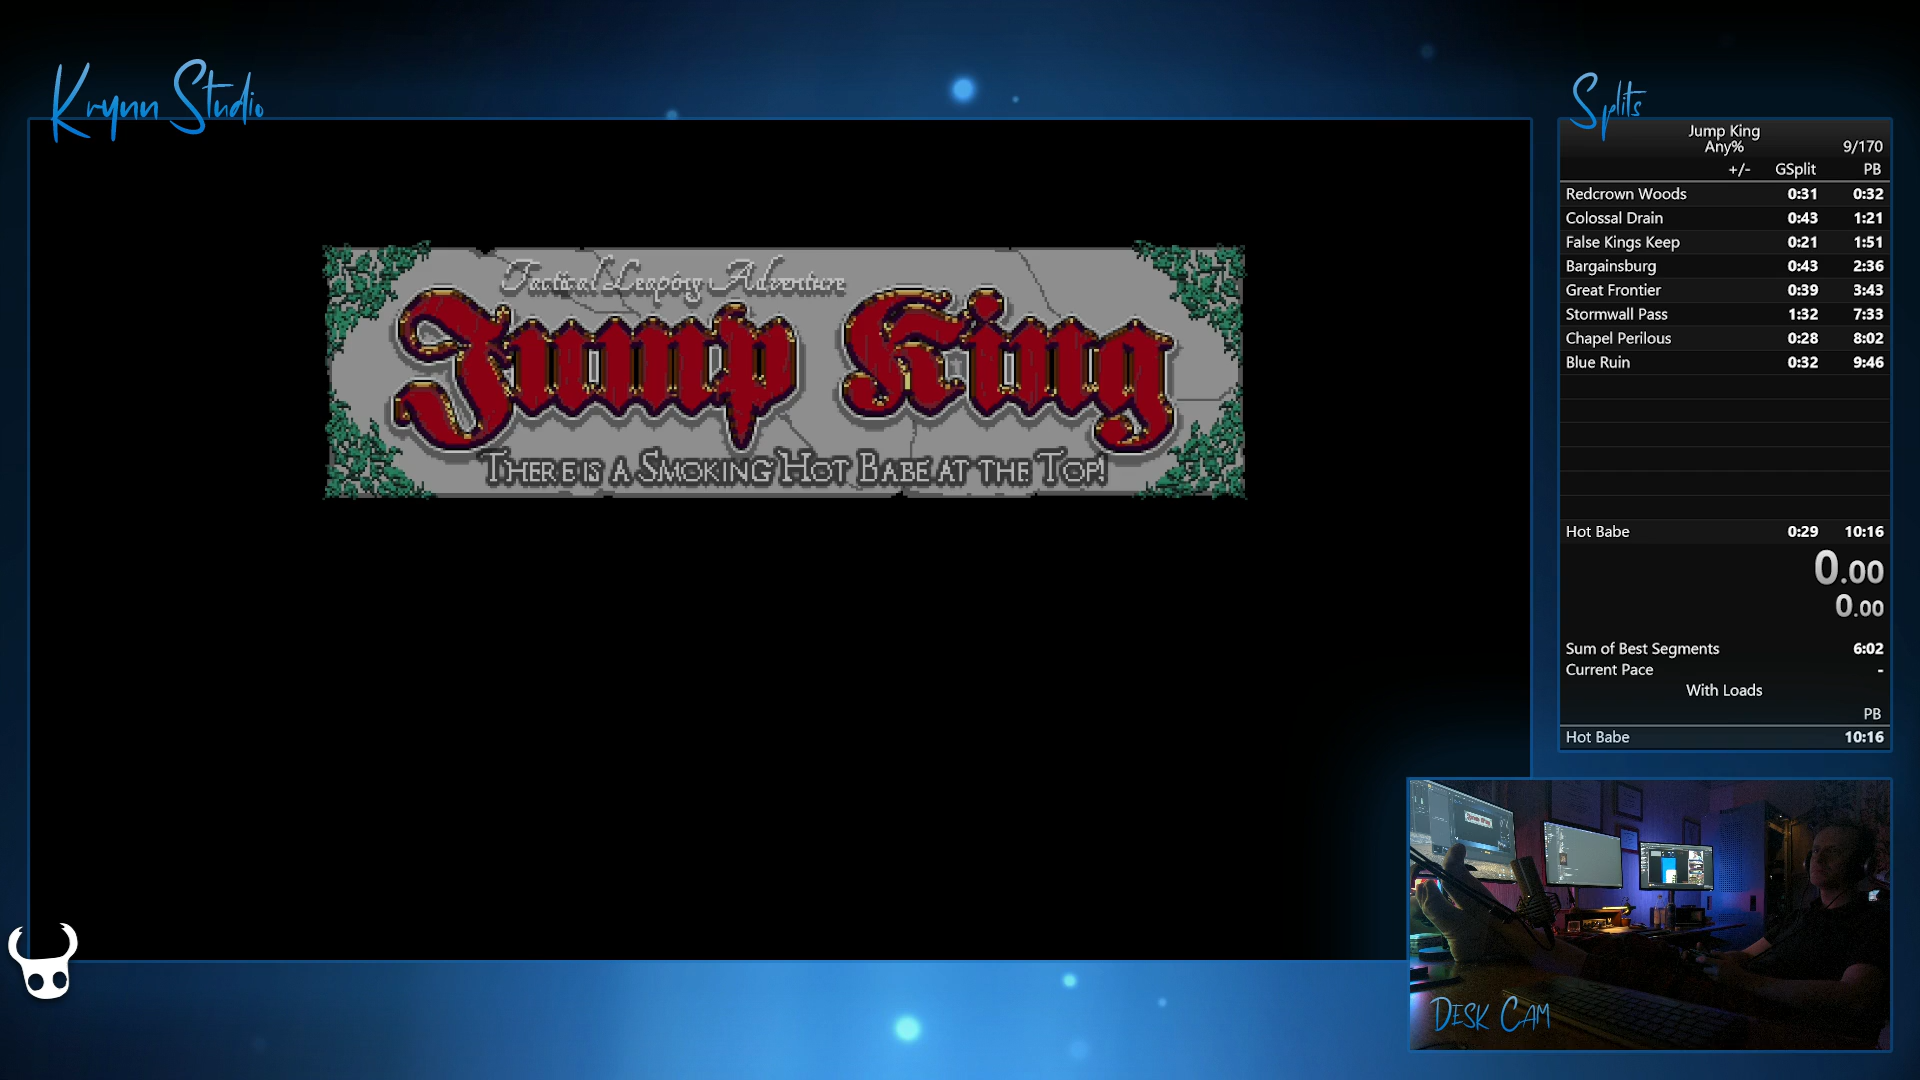 Krynn Studio
Splits
Jump King
Any% 9/170
+/- GSplit PB
Redcrown Woods 0:31 0:32
Colossal Drain 0:43 1:21
False Kings Keep 0:21 1:51
Bargainsburg 0:43 2:36
Great Frontier 0:39 3:43
Stormwall Pass 1:32 7:33
Chapel Perilous 0:28 8:02
Blue Ruin 0:32 9:46
Hot Babe 0:29 10:16
0.00
0.00
Sum of Best Segments 6:02
Current Pace -
With Loads
PB
Hot Babe 10:16
Tactical Leaping Adventure
Jump King
There is a Smoking Hot Babe at the Top!
Desk Cam